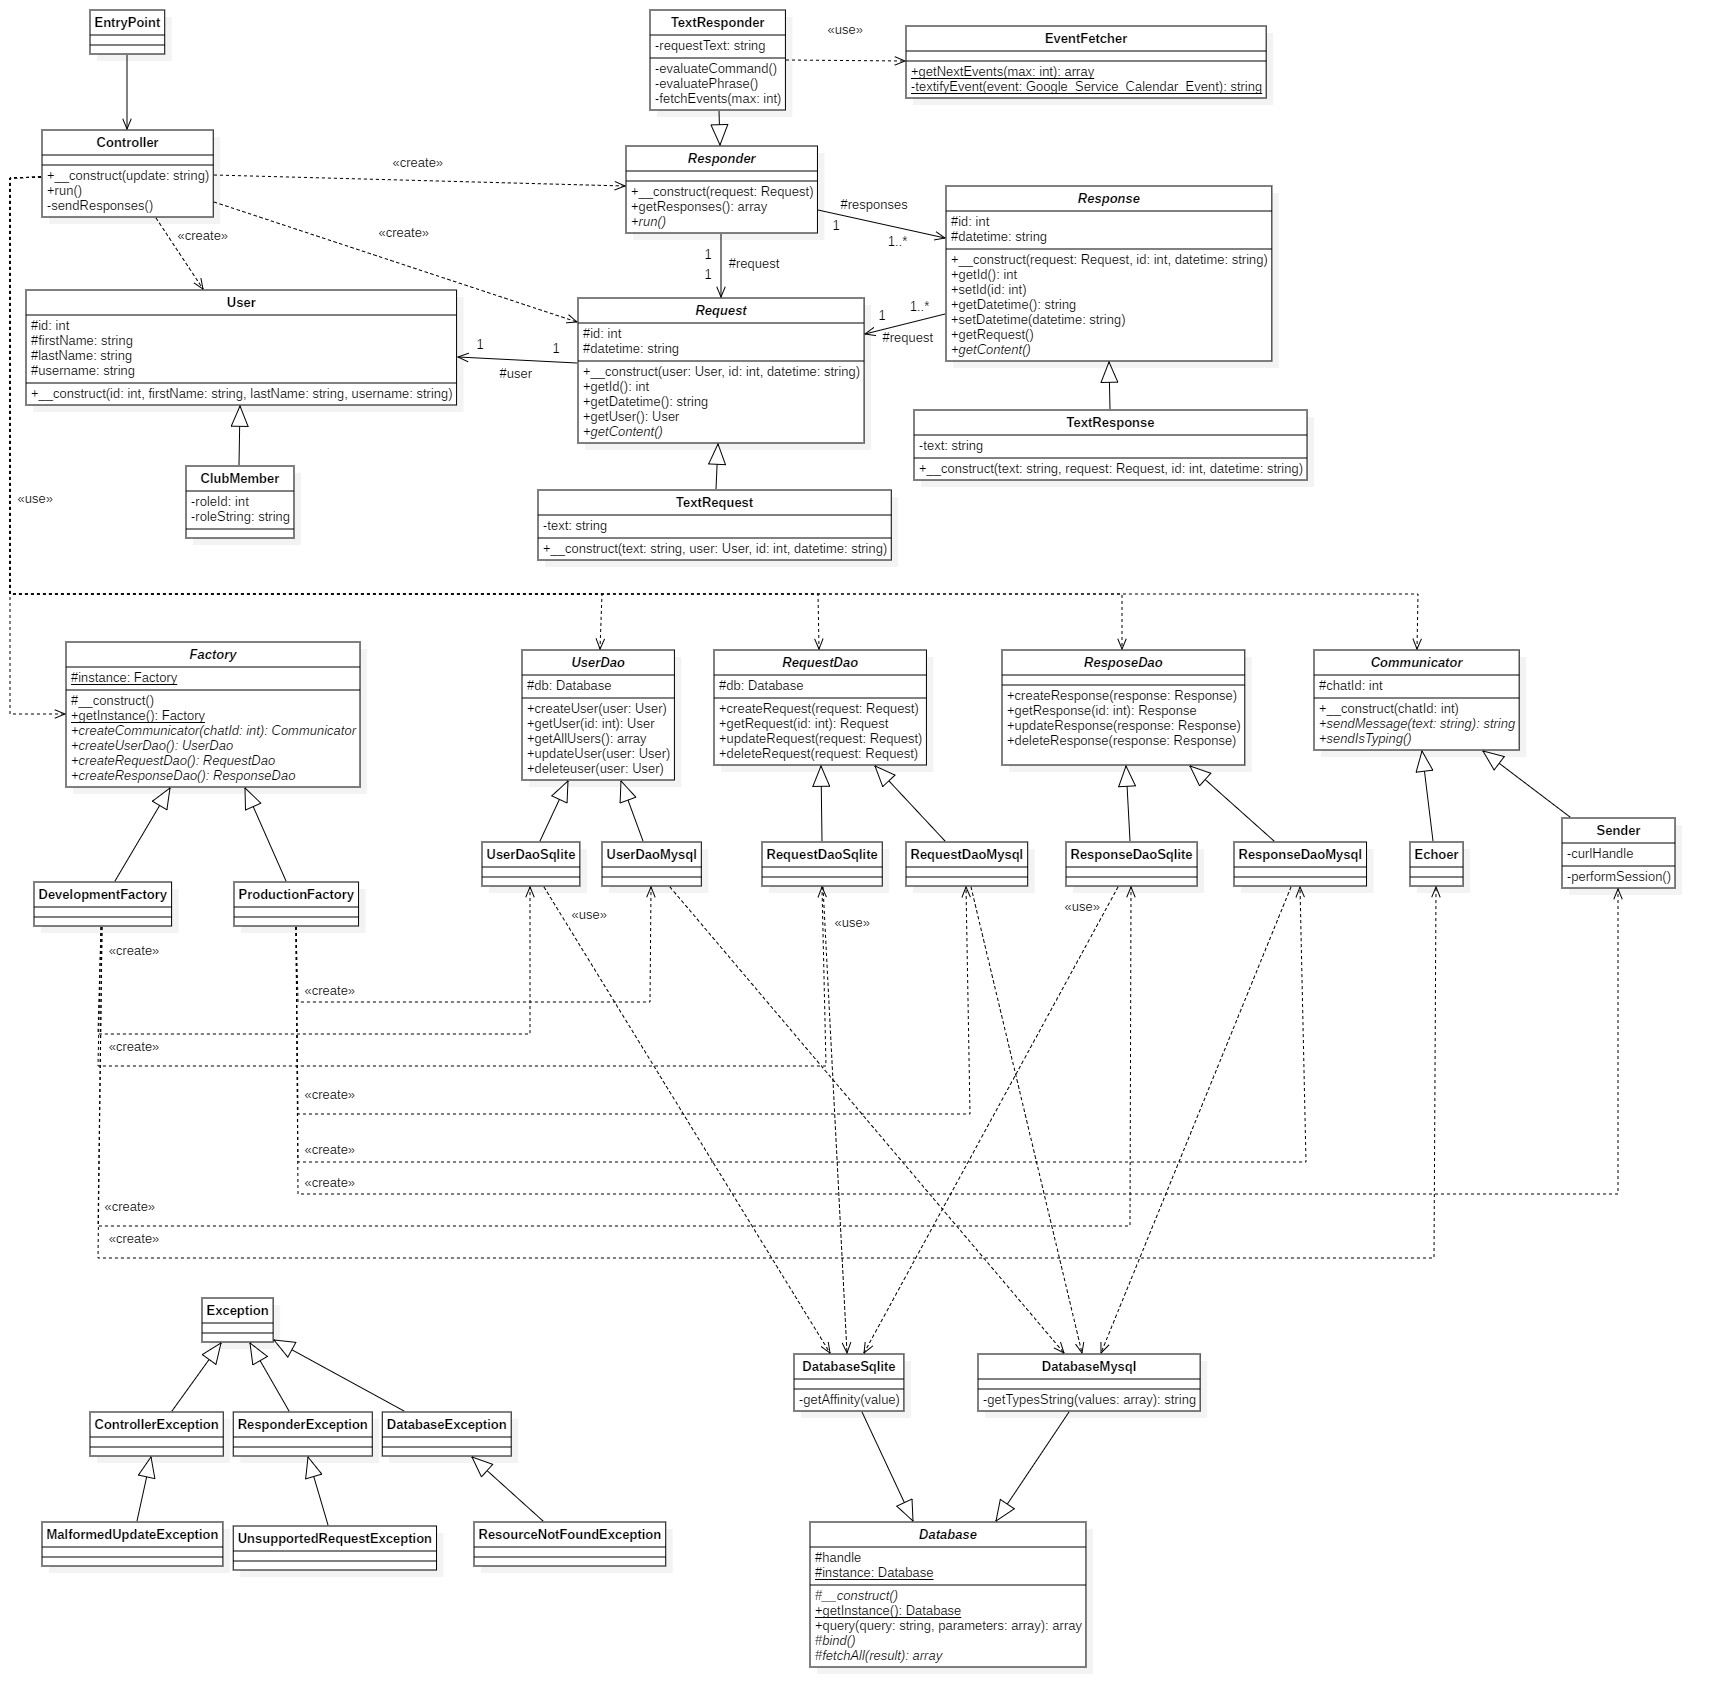 EntryPoint
TextResponder
-requestText: string
-evaluateCommand()
-evaluatePhrase()
-fetchEvents(max: int)
«use»
EventFetcher
+getNextEvents(max: int): array
-textifyEvent(event: Google_Service_Calendar_Event): string
Controller
+__construct(update: string)
+run()
-sendResponses()
«create»
«create»
«create»
Responder
+__construct(request: Request)
+getResponses(): array
+run()
#responses
1
1..*
1
1
#request
Response
#id: int
#datetime: string
+__construct(request: Request, id: int, datetime: string)
+getId(): int
+setId(id: int)
+getDatetime(): string
+setDatetime(datetime: string)
+getRequest()
+getContent()
User
#id: int
#firstName: string
#lastName: string
#username: string
+__construct(id: int, firstName: string, lastName: string, username: string)
1
1
#user
Request
#id: int
#datetime: string
+__construct(user: User, id: int, datetime: string)
+getId(): int
+getDatetime(): string
+getUser(): User
+getContent()
1
1..*
#request
ClubMember
-roleId: int
-roleString: string
TextRequest
-text: string
+__construct(text: string, user: User, id: int, datetime: string)
TextResponse
-text: string
+__construct(text: string, request: Request, id: int, datetime: string)
«use»
Factory
#instance: Factory
#__construct()
+getInstance(): Factory
+createCommunicator(chatId: int): Communicator
+createUserDao(): UserDao
+createRequestDao(): RequestDao
+createResponseDao(): ResponseDao
UserDao
#db: Database
+createUser(user: User)
+getUser(id: int): User
+getAllUsers(): array
+updateUser(user: User)
+deleteuser(user: User)
RequestDao
#db: Database
+createRequest(request: Request)
+getRequest(id: int): Request
+updateRequest(request: Request)
+deleteRequest(request: Request)
ResposeDao
+createResponse(response: Response)
+getResponse(id: int): Response
+updateResponse(response: Response)
+deleteResponse(response: Response)
Communicator
#chatId: int
+__construct(chatId: int)
+sendMessage(text: string): string
+sendIsTyping()
DevelopmentFactory
ProductionFactory
UserDaoSqlite
UserDaoMysql
RequestDaoSqlite
RequestDaoMysql
ResponseDaoSqlite
ResponseDaoMysql
Echoer
Sender
-curlHandle
-performSession()
«use»
«use»
«use»
«create»
«create»
«create»
«create»
«create»
«create»
«create»
«create»
Exception
ControllerException
ResponderException
DatabaseException
MalformedUpdateException
UnsupportedRequestException
ResourceNotFoundException
DatabaseSqlite
-getAffinity(value)
DatabaseMysql
-getTypesString(values: array): string
Database
#handle
#instance: Database
#__construct()
+getInstance(): Database
+query(query: string, parameters: array): array
#bind()
#fetchAll(result): array